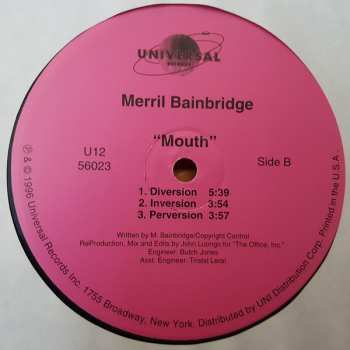 UNIVERSAL
RECORDS
Merril Bainbridge
"Mouth"
U12
56023
Side B
1. Diversion 5:39
2. Inversion 3:54
3. Perversion 3:57
Written by M. Bainbridge/Copyright Control
Re/Production, Mix and Edits by John Luongo for "The Office, Inc."
Engineer: Butch Jones
Asst. Engineer: Tristal Leral
℗ & © 1996 Universal Records Inc. 1755 Broadway, New York. Distributed by UNI Distribution Corp. Printed in the U.S.A.